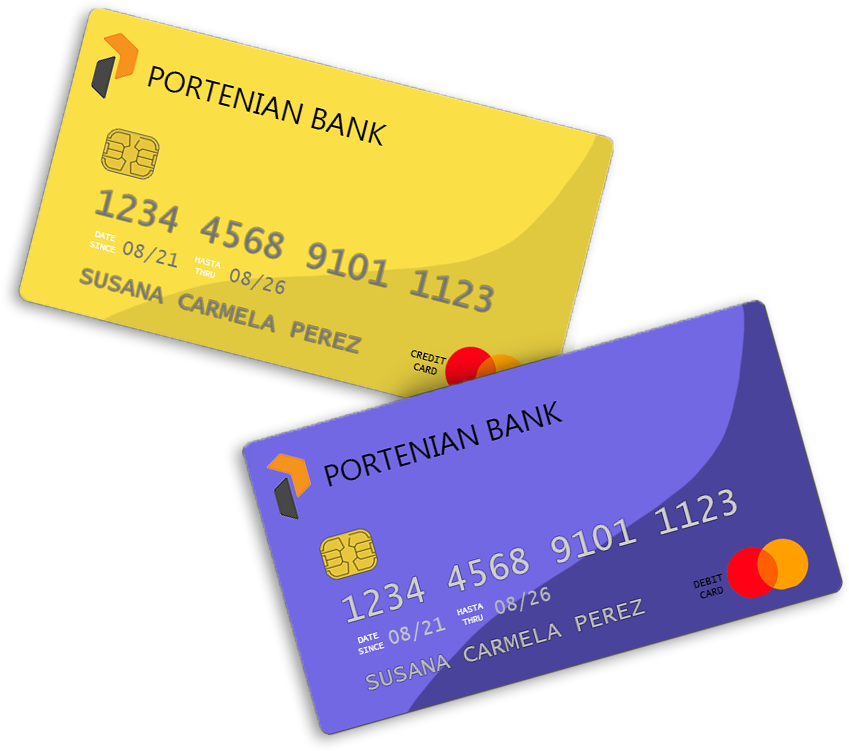 PORTENIAN BANK
1234 4568 9101 1123
DATE SINCE 08/21 HASTA THRU 08/26
SUSANA CARMELA PEREZ
CREDIT
CARD
PORTENIAN BANK
1234 4568 9101 1123
DATE SINCE 08/21 HASTA THRU 08/26
SUSANA CARMELA PEREZ
DEBIT
CARD